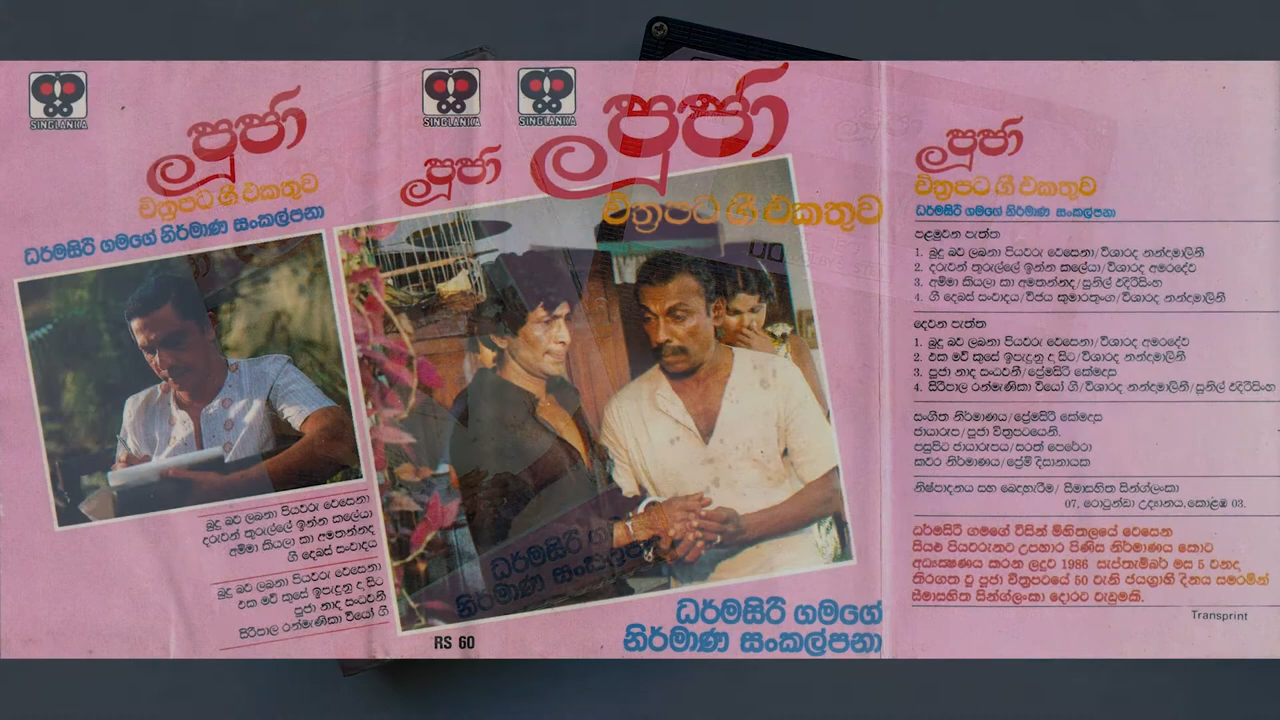 SINGLANKA
පූජා
චිත්‍රපට ගී එකතුව
ධර්මසිරි ගමගේ නිර්මාණ සංකල්පනා
බුදු බව ලබනා පියවරු වෙසෙනා
දරුවන් තුරුල්ලේ ඉන්න කලේයා
අම්මා කියලා කා අමතන්නද
ගී දෙබස් සංවාදය
බුදු බව ලබනා පියවරු වෙසෙනා
එක මව් කුසේ ඉපැදුනු ද සිට
පූජා නාද සංධවනී
සිරිපාල රන්මැණිකා වියෝ ගී
SINGLANKA
පූජා
RS 60
SINGLANKA
පූජා
චිත්‍රපට ගී එකතුව
ධර්මසිරි ගමගේ
නිර්මාණ සංකල්පනා
පූජා
චිත්‍රපට ගී එකතුව
ධර්මසිරි ගමගේ නිර්මාණ සංකල්පනා
පළමුවන පැත්ත
1. බුදු බව ලබනා පියවරු වෙසෙනා/විශාරද නන්දමාලිනී
2. දරුවන් තුරුල්ලේ ඉන්න කලේයා/විශාරද අමරදේව
3. අම්මා කියලා කා අමතන්නද/සුනිල් එදිරිසිංහ
4. ගී දෙබස් සංවාදය/විජය කුමාරතුංග/විශාරද නන්දමාලිනී
දෙවන පැත්ත
1. බුදු බව ලබනා පියවරු වෙසෙනා/විශාරද අමරදේව
2. එක මව් කුසේ ඉපැදුනු ද සිට/විශාරද නන්දමාලිනී
3. පූජා නාද සංධවනී/ප්‍රේමසිරි කේමදාස
4. සිරිපාල රන්මැණිකා වියෝ ගී/විශාරද නන්දමාලිනී/සුනිල් එදිරිසිංහ
සංගීත නිර්මාණය/ප්‍රේමසිරි කේමදාස
ඡායාරූප/පූජා චිත්‍රපටයෙනි.
පසුපිට ඡායාරූපය/සරත් පෙරේරා
කවර නිර්මාණය/ප්‍රේමි දිසානායක
නිෂ්පාදනය සහ බෙදාහැරීම/ සීමාසහිත සින්ග්ලංකා
07, රොටුන්ඩා උද්‍යානය, කොළඹ 03.
ධර්මසිරි ගමගේ විසින් මිහිතලයේ වෙසෙන
සියළු පියවරුනට උපහාර පිණිස නිර්මාණය කොට
අධ්‍යක්ෂණය කරන ලදුව 1986 සැප්තැම්බර් මස 5 වනදා
තිරගත වූ පූජා චිත්‍රපටයේ 50 වැනි ජයග්‍රාහී දිනය සමරමින්
සීමාසහිත සින්ග්ලංකා දොරට වැඩුමකි.
Transprint